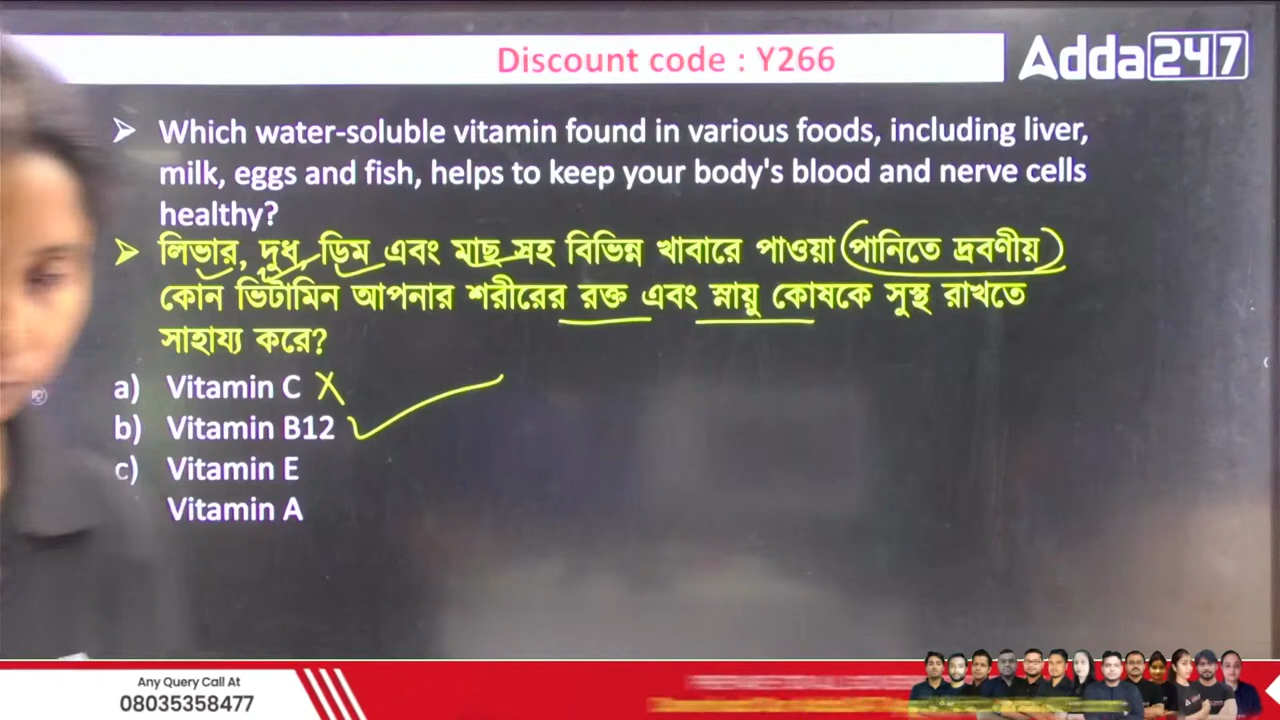 Discount code : Y266
Adda247
Which water-soluble vitamin found in various foods, including liver,
milk, eggs and fish, helps to keep your body's blood and nerve cells
healthy?
লিভার, দুধ, ডিম এবং মাছ সহ বিভিন্ন খাবারে পাওয়া পানিতে দ্রবণীয়
কোন ভিটামিন আপনার শরীরের রক্ত এবং স্নায়ু কোষকে সুস্থ রাখতে
সাহায্য করে?
a) Vitamin C
b) Vitamin B12
c) Vitamin E
Vitamin A
Any Query Call At
08035358477